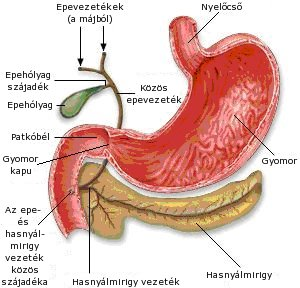 Epevezetékek
(a májból)
Nyelőcső
Epehólyag
szájadék
Közös
epevezeték
Epehólyag
Patkóbél
Gyomor
kapu
Gyomor
Az epe-
és
hasnyál-
mirigy
vezeték
közös
szájadéka
Hasnyálmirigy vezeték
Hasnyálmirigy